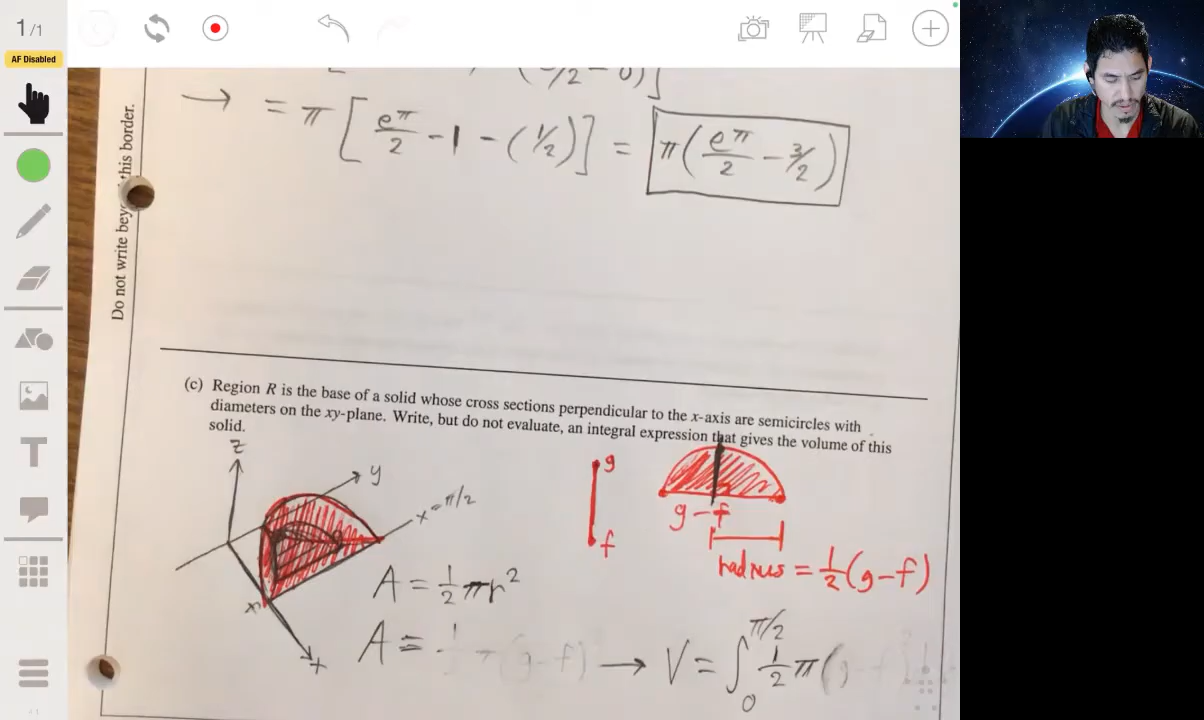 1/1
AF Disabled
→ = π [ e^π/2 - 1 - (1/2) ] = π( e^π/2 - 3/2 )
Do not write beyond this border.
(c) Region R is the base of a solid whose cross sections perpendicular to the x-axis are semicircles with
diameters on the xy-plane. Write, but do not evaluate, an integral expression that gives the volume of this
solid.
z
y
x = π/2
x
g
f
g - f
radius = 1/2 (g - f)
A = 1/2 πr²
A = (g - f) → V = ∫₀^π/2 1/2 π(
T